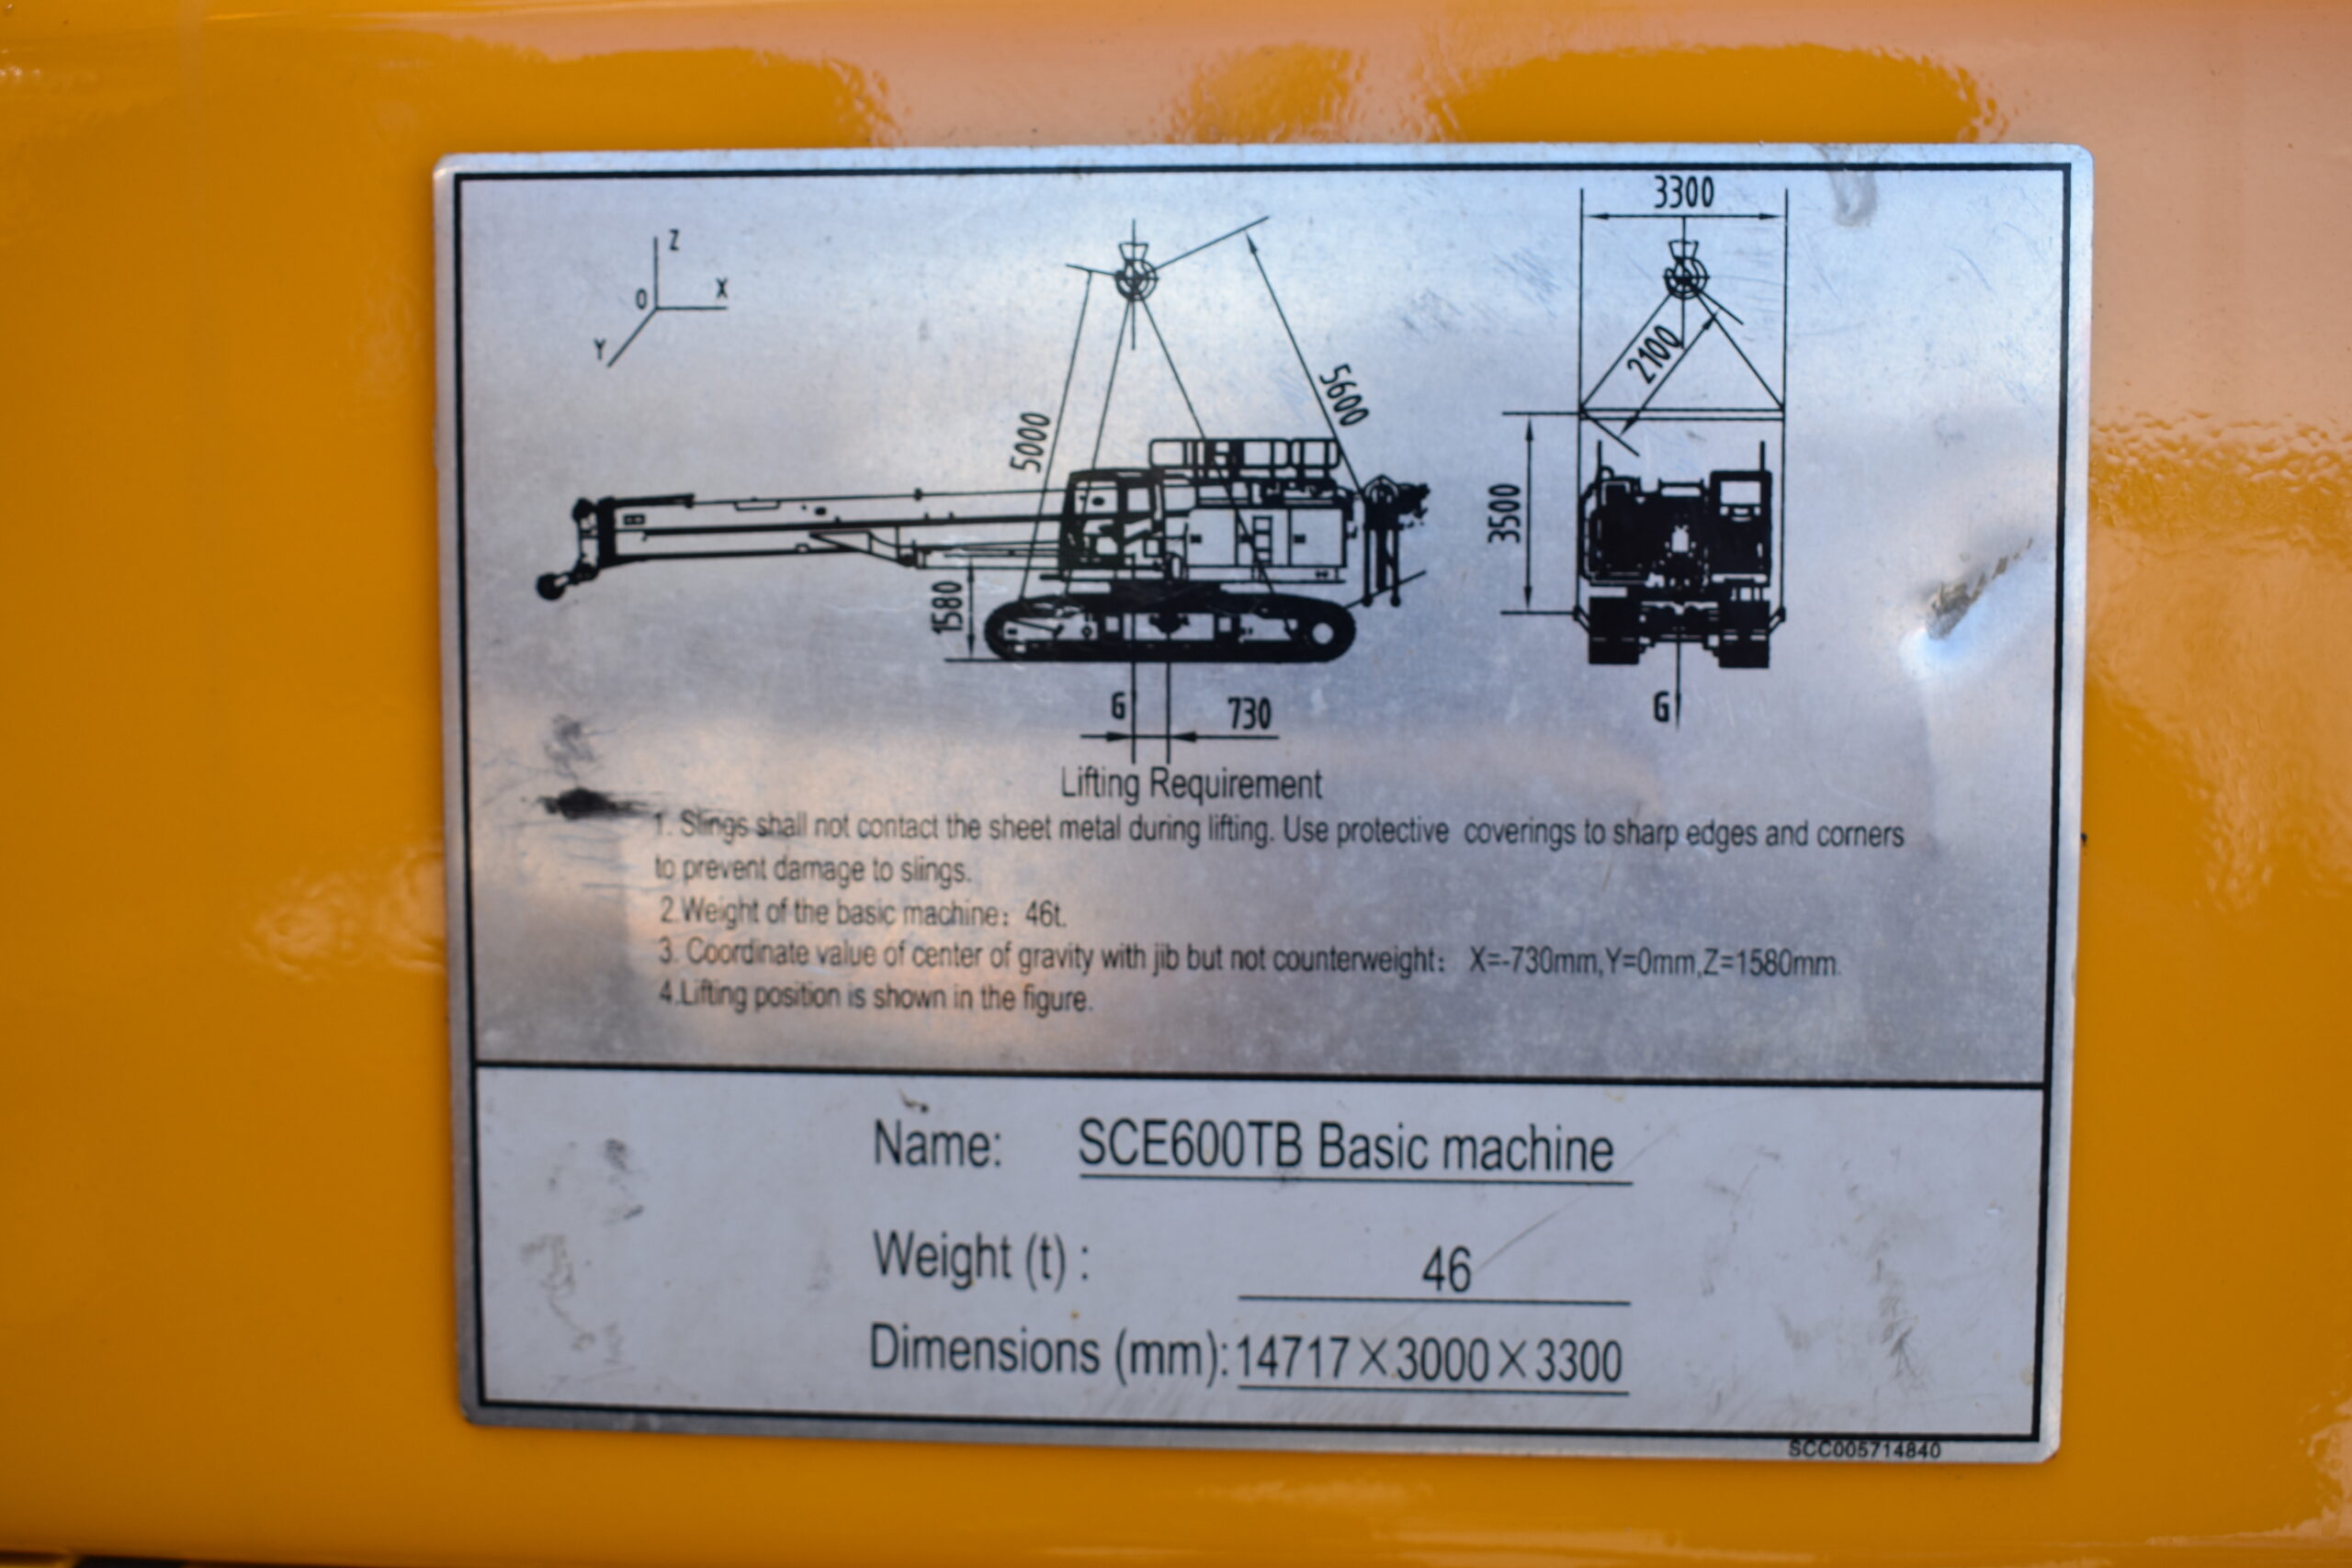 3300
Z
O X
Y
2100
5600
5000
3500
1580
G 730
G
Lifting Requirement
1. Slings shall not contact the sheet metal during lifting. Use protective coverings to sharp edges and corners
to prevent damage to slings.
2.Weight of the basic machine: 46t.
3. Coordinate value of center of gravity with jib but not counterweight: X=-730mm,Y=0mm,Z=1580mm.
4.Lifting position is shown in the figure.
Name: SCE600TB Basic machine
Weight (t) : 46
Dimensions (mm):14717×3000×3300
SCC005714840